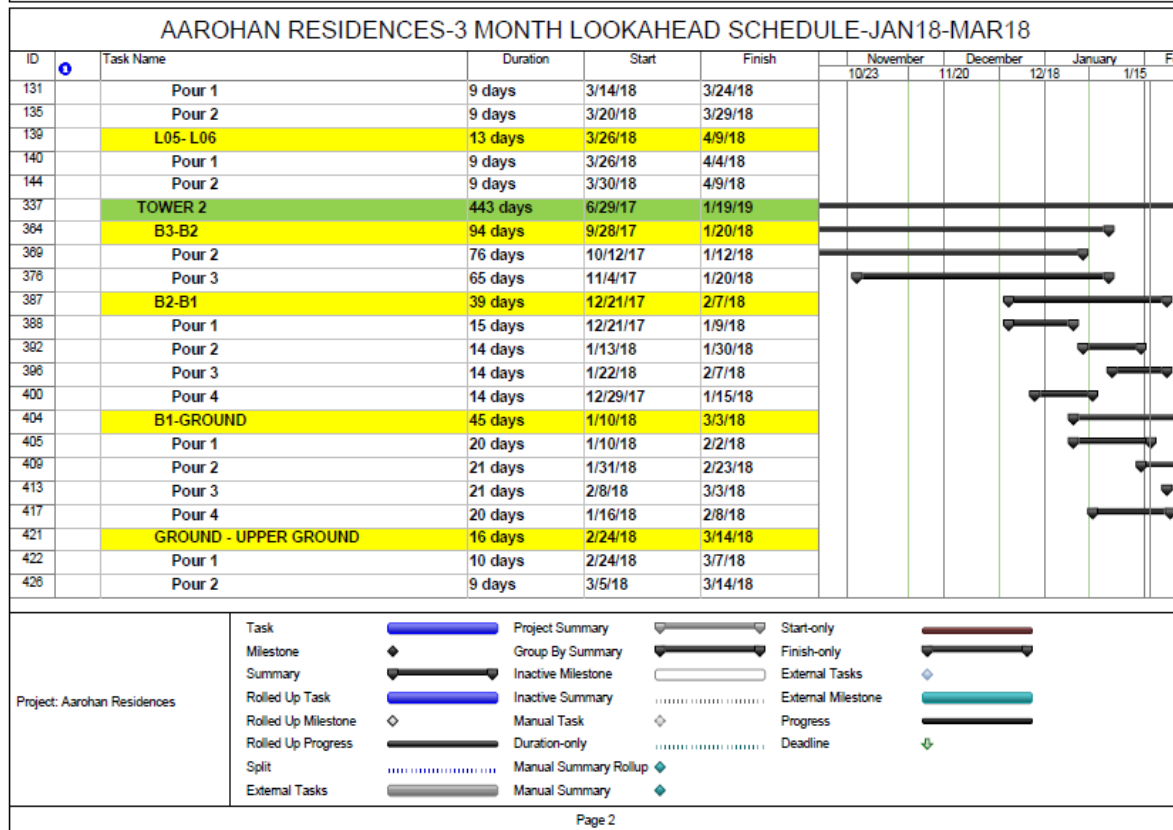 AAROHAN RESIDENCES-3 MONTH LOOKAHEAD SCHEDULE-JAN18-MAR18
ID Task Name Duration Start Finish November December January F
10/23 11/20 12/18 1/15
131 Pour 1 9 days 3/14/18 3/24/18
135 Pour 2 9 days 3/20/18 3/29/18
139 L05- L06 13 days 3/26/18 4/9/18
140 Pour 1 9 days 3/26/18 4/4/18
144 Pour 2 9 days 3/30/18 4/9/18
337 TOWER 2 443 days 6/29/17 1/19/19
364 B3-B2 94 days 9/28/17 1/20/18
369 Pour 2 76 days 10/12/17 1/12/18
376 Pour 3 65 days 11/4/17 1/20/18
387 B2-B1 39 days 12/21/17 2/7/18
388 Pour 1 15 days 12/21/17 1/9/18
392 Pour 2 14 days 1/13/18 1/30/18
396 Pour 3 14 days 1/22/18 2/7/18
400 Pour 4 14 days 12/29/17 1/15/18
404 B1-GROUND 45 days 1/10/18 3/3/18
405 Pour 1 20 days 1/10/18 2/2/18
409 Pour 2 21 days 1/31/18 2/23/18
413 Pour 3 21 days 2/8/18 3/3/18
417 Pour 4 20 days 1/16/18 2/8/18
421 GROUND - UPPER GROUND 16 days 2/24/18 3/14/18
422 Pour 1 10 days 2/24/18 3/7/18
426 Pour 2 9 days 3/5/18 3/14/18
Project: Aarohan Residences
Task Project Summary Start-only
Milestone Group By Summary Finish-only
Summary Inactive Milestone External Tasks
Rolled Up Task Inactive Summary External Milestone
Rolled Up Milestone Manual Task Progress
Rolled Up Progress Duration-only Deadline
Split Manual Summary Rollup
External Tasks Manual Summary
Page 2